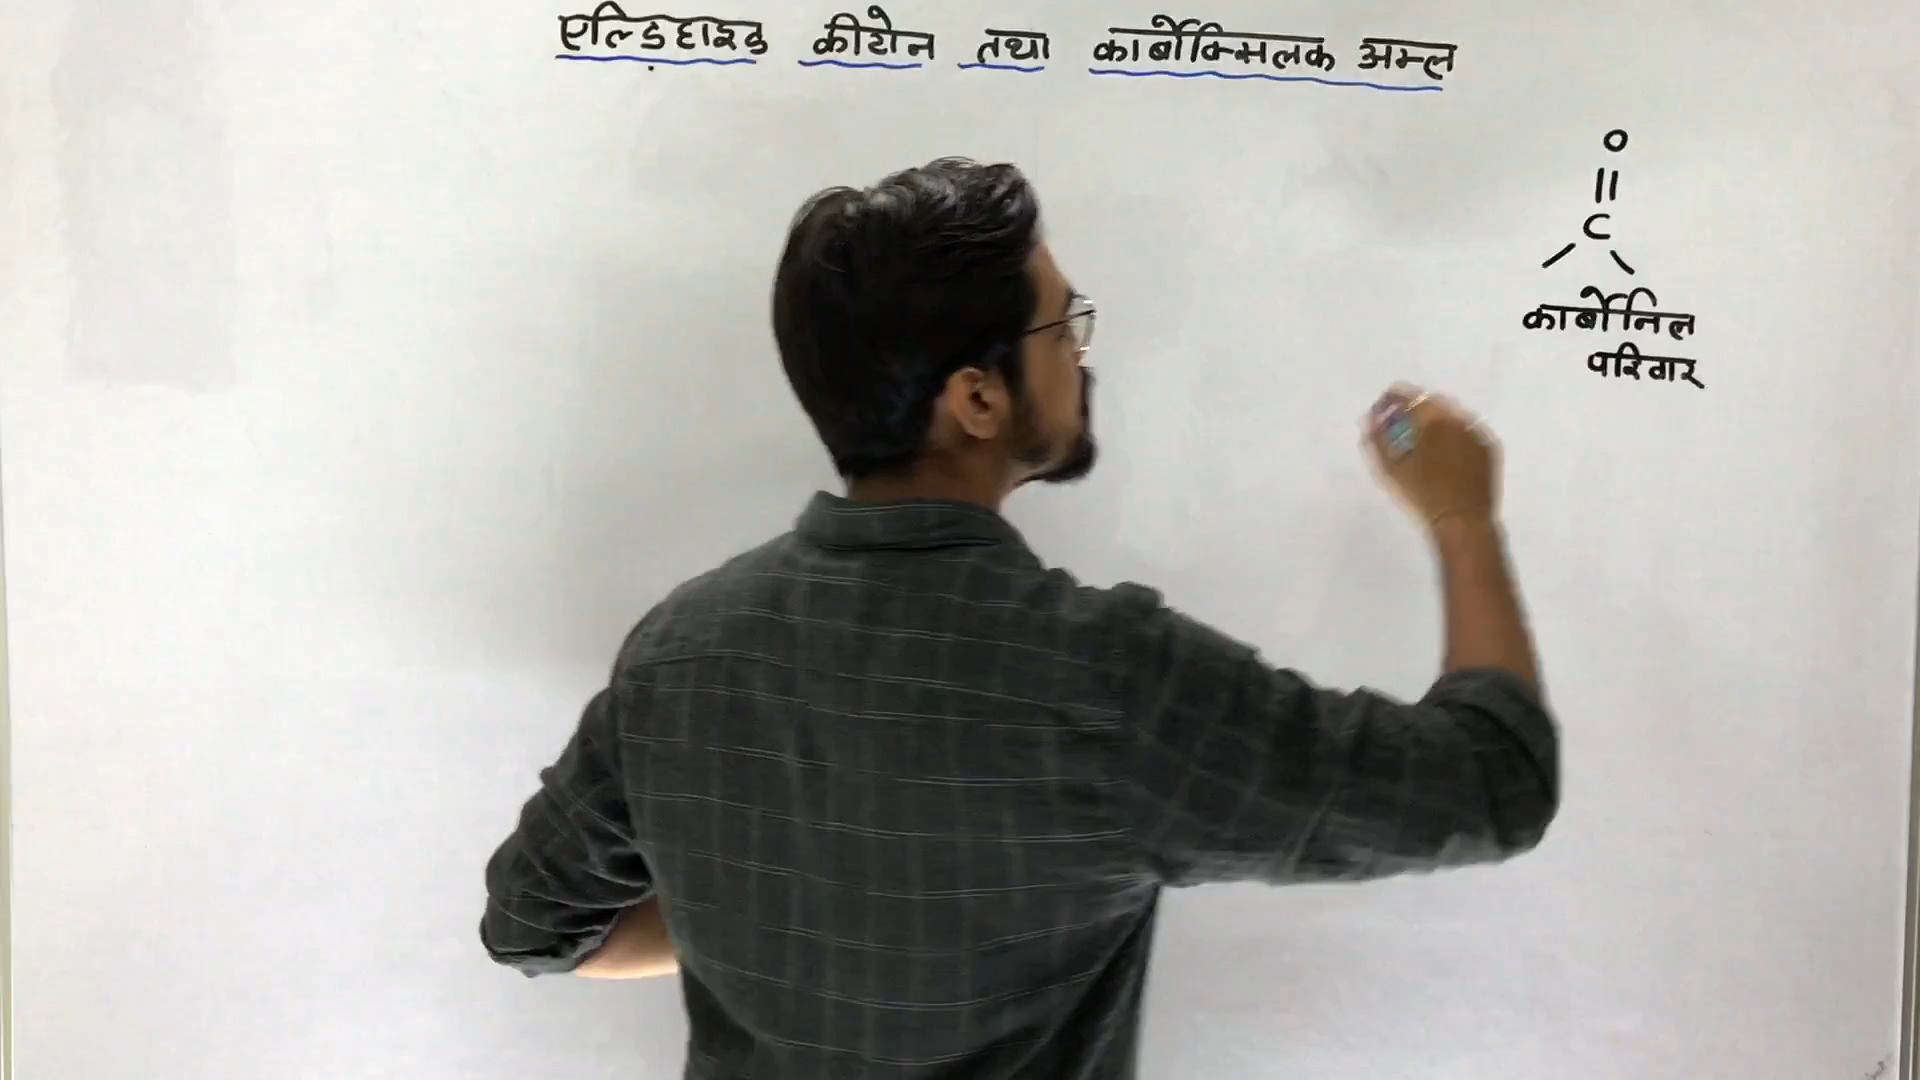 एल्डिहाइड कीटोन तथा कार्बोक्सिलक अम्ल
O
||
C
कार्बोनिल
परिवार